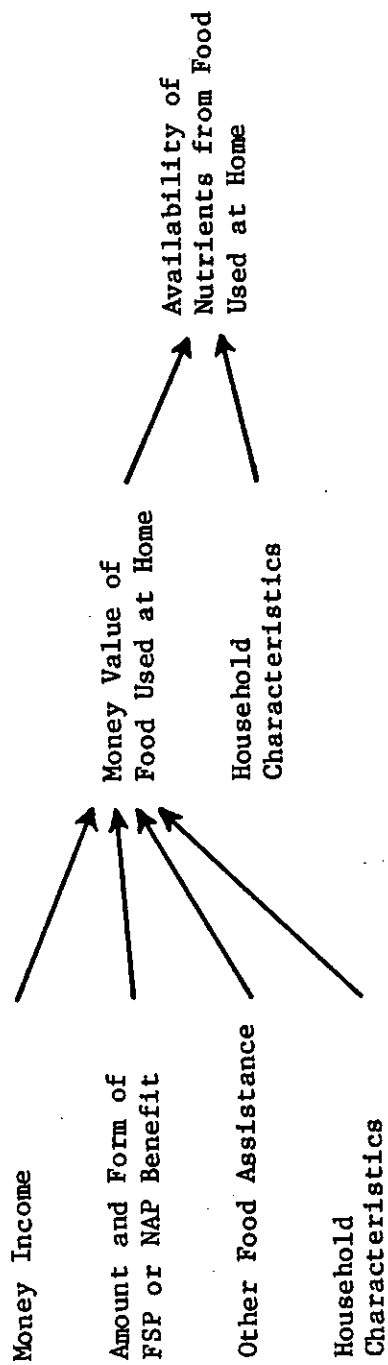 Money Income
Amount and Form of
FSP or NAP Benefit
Other Food Assistance
Household
Characteristics
Money Value of
Food Used at Home
Household
Characteristics
Availability of
Nutrients from Food
Used at Home